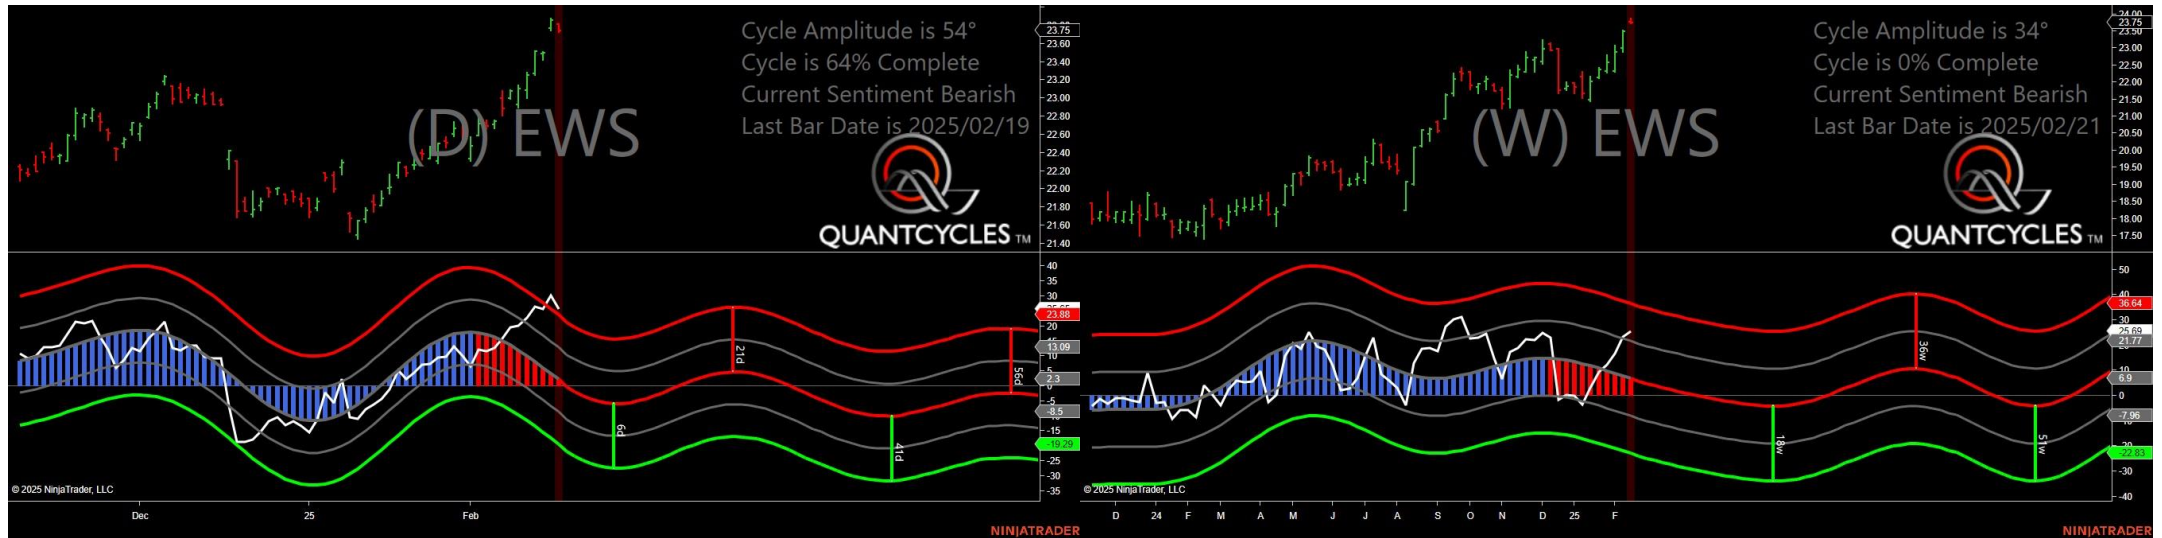 Cycle Amplitude is 54°
Cycle is 64% Complete
Current Sentiment Bearish
Last Bar Date is 2025/02/19
(D) EWS
QUANTCYCLES TM
23.75
23.60
23.40
23.20
23.00
22.80
22.60
22.40
22.20
22.00
21.80
21.60
21.40
40
35
30
23.88
20
13.09
5
2.3
-5
-8.5
-15
-19.29
-25
-30
-35
6d
21d
41d
56d
© 2025 NinjaTrader, LLC
Dec
25
Feb
NINJATRADER
Cycle Amplitude is 34°
Cycle is 0% Complete
Current Sentiment Bearish
Last Bar Date is 2025/02/21
(W) EWS
QUANTCYCLES TM
24.00
23.75
23.50
23.00
22.50
22.00
21.50
21.00
20.50
20.00
19.50
19.00
18.50
18.00
17.50
50
36.64
30
25.69
21.77
10
6.9
0
-7.96
-20
-22.83
-30
-40
18w
36w
51w
© 2025 NinjaTrader, LLC
D
24
F
M
A
M
J
J
A
S
O
N
D
25
F
NINJATRADER